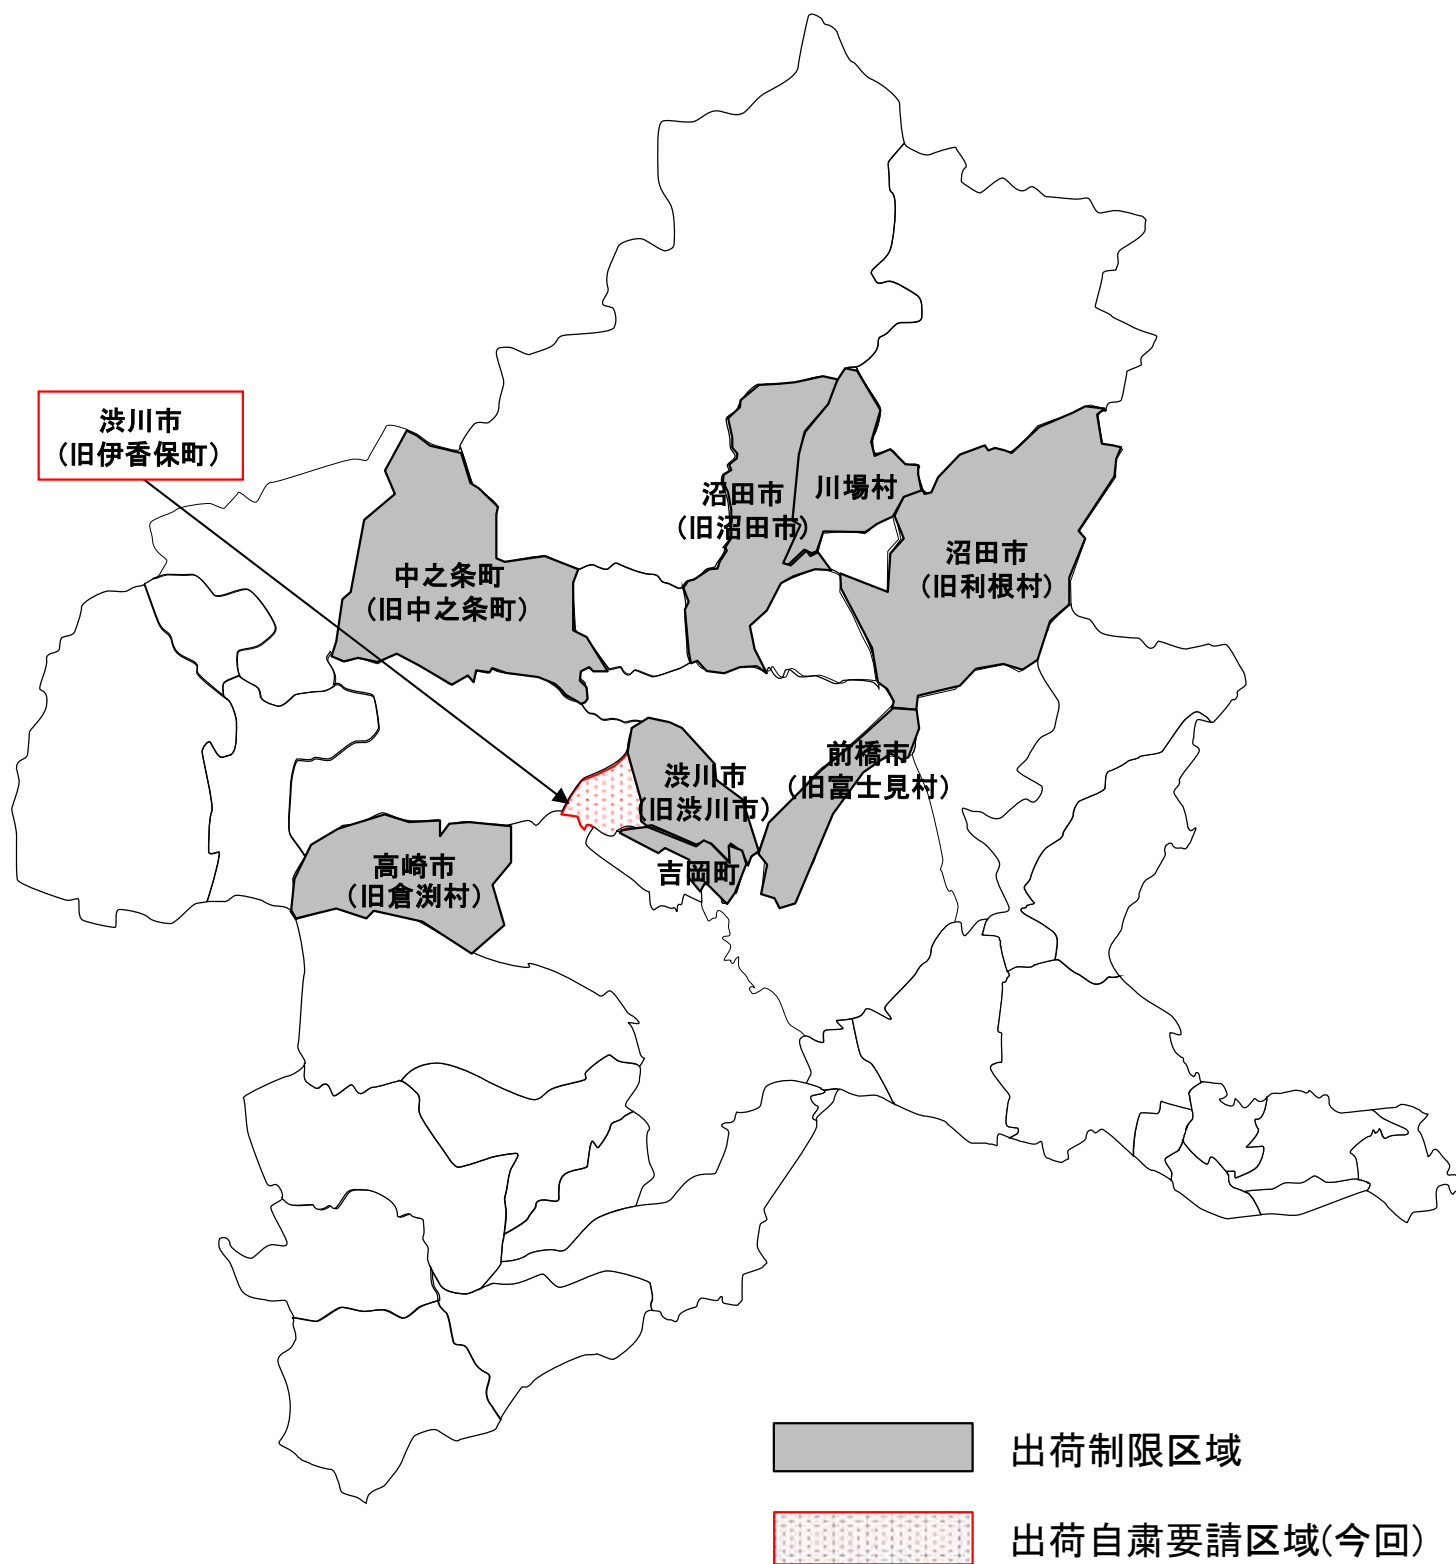 渋川市
（旧伊香保町）
沼田市
（旧沼田市）
川場村
沼田市
（旧利根村）
中之条町
（旧中之条町）
前橋市
（旧富士見村）
渋川市
（旧渋川市）
吉岡町
高崎市
（旧倉渕村）
出荷制限区域
出荷自粛要請区域(今回)